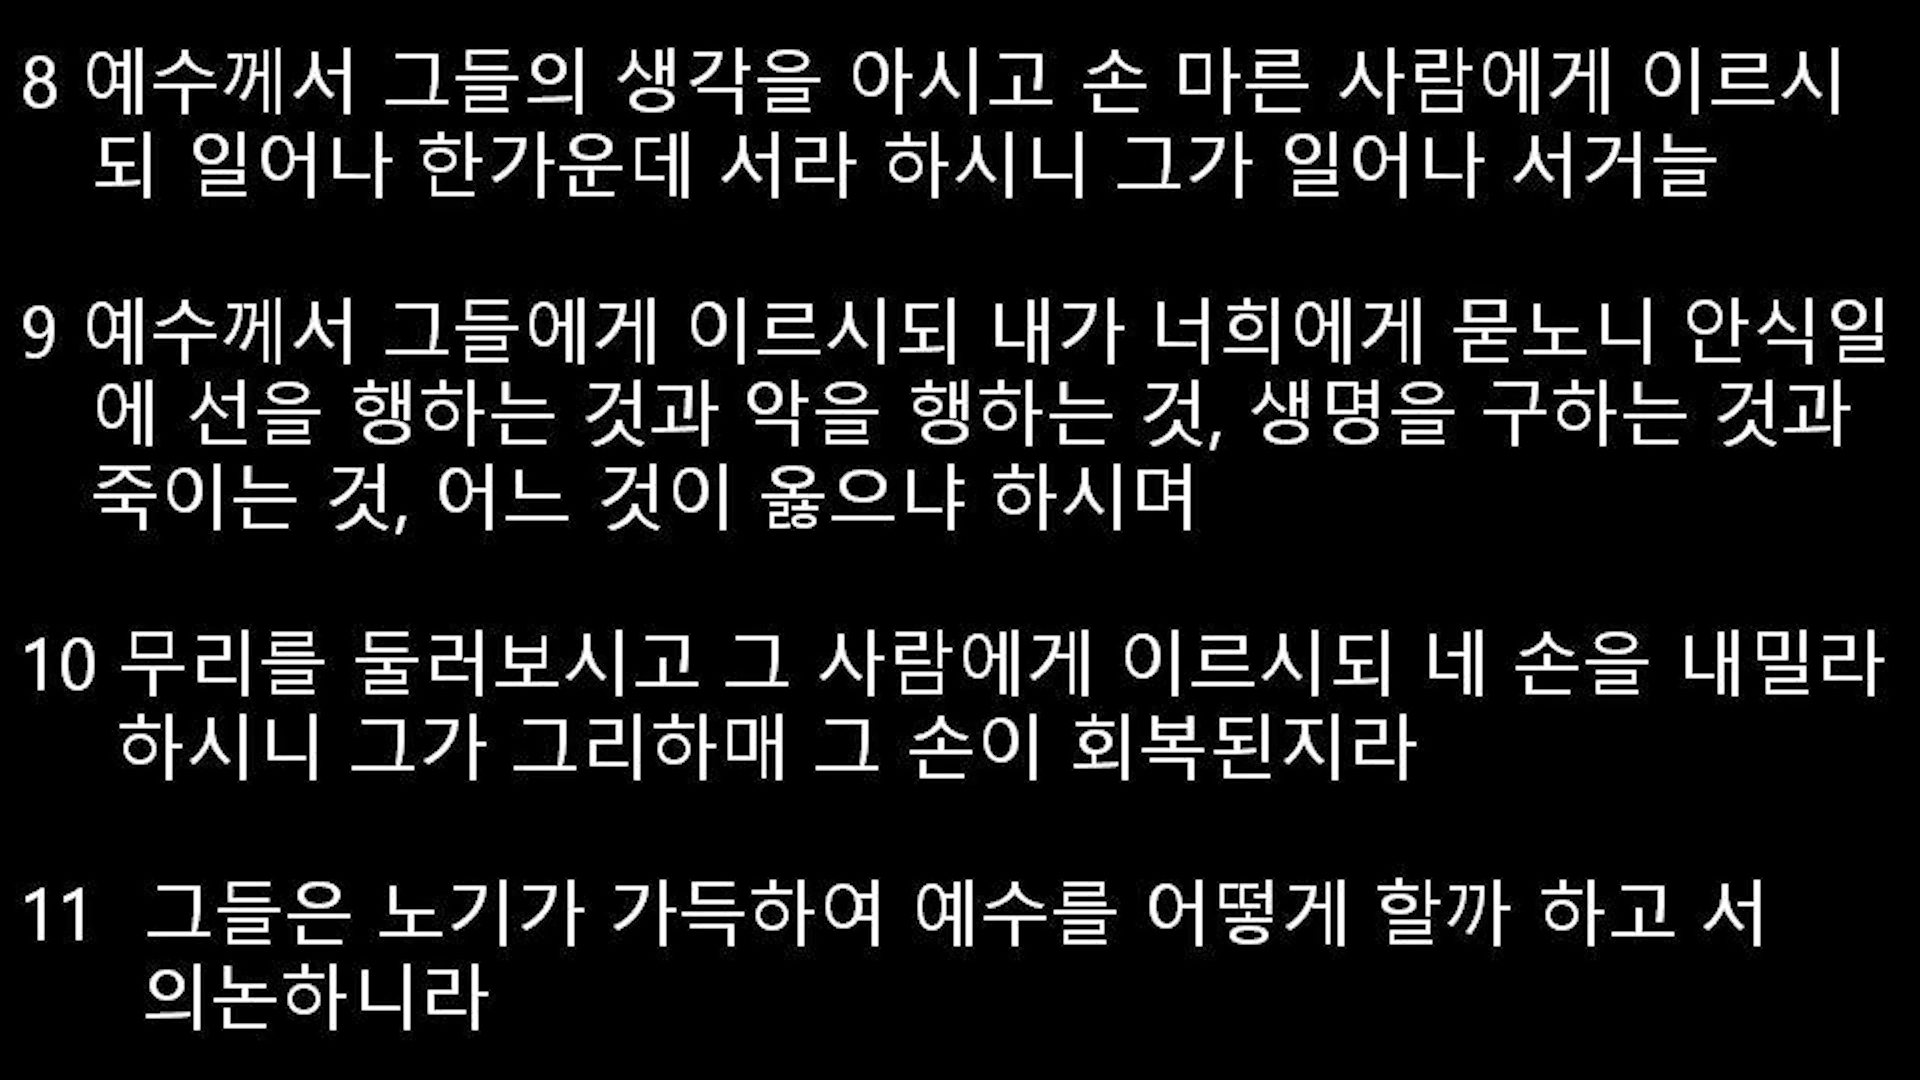 8 예수께서 그들의 생각을 아시고 손 마른 사람에게 이르시
되 일어나 한가운데 서라 하시니 그가 일어나 서거늘
9 예수께서 그들에게 이르시되 내가 너희에게 묻노니 안식일
에 선을 행하는 것과 악을 행하는 것, 생명을 구하는 것과
죽이는 것, 어느 것이 옳으냐 하시며
10 무리를 둘러보시고 그 사람에게 이르시되 네 손을 내밀라
하시니 그가 그리하매 그 손이 회복된지라
11 그들은 노기가 가득하여 예수를 어떻게 할까 하고 서
의논하니라